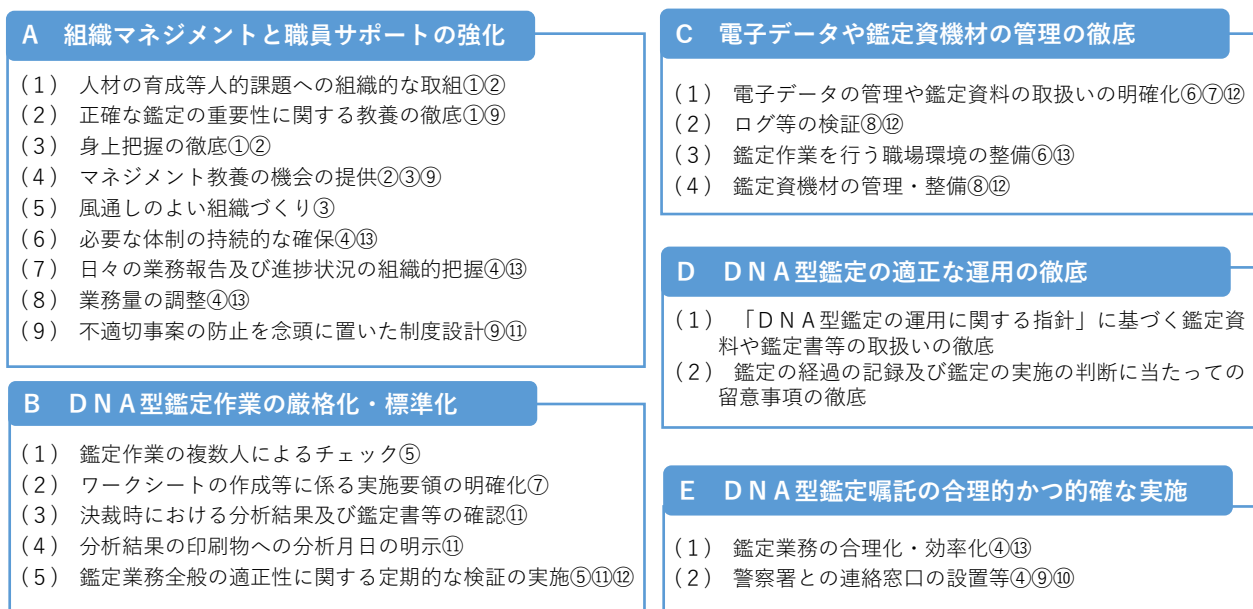 A 組織マネジメントと職員サポートの強化
(1) 人材の育成等人的課題への組織的な取組①②
(2) 正確な鑑定の重要性に関する教養の徹底①⑨
(3) 身上把握の徹底①②
(4) マネジメント教養の機会の提供②③⑨
(5) 風通しのよい組織づくり③
(6) 必要な体制の持続的な確保④⑬
(7) 日々の業務報告及び進捗状況の組織的把握④⑬
(8) 業務量の調整④⑬
(9) 不適切事案の防止を念頭に置いた制度設計⑨⑪
B DNA型鑑定作業の厳格化・標準化
(1) 鑑定作業の複数人によるチェック⑤
(2) ワークシートの作成等に係る実施要領の明確化⑦
(3) 決裁時における分析結果及び鑑定書等の確認⑪
(4) 分析結果の印刷物への分析月日の明示⑪
(5) 鑑定業務全般の適正性に関する定期的な検証の実施⑤⑪⑫
C 電子データや鑑定資機材の管理の徹底
(1) 電子データの管理や鑑定資料の取扱いの明確化⑥⑦⑫
(2) ログ等の検証⑧⑫
(3) 鑑定作業を行う職場環境の整備⑥⑬
(4) 鑑定資機材の管理・整備⑧⑫
D DNA型鑑定の適正な運用の徹底
(1) 「DNA型鑑定の運用に関する指針」に基づく鑑定資
料や鑑定書等の取扱いの徹底
(2) 鑑定の経過の記録及び鑑定の実施の判断に当たっての
留意事項の徹底
E DNA型鑑定嘱託の合理的かつ的確な実施
(1) 鑑定業務の合理化・効率化④⑬
(2) 警察署との連絡窓口の設置等④⑨⑩